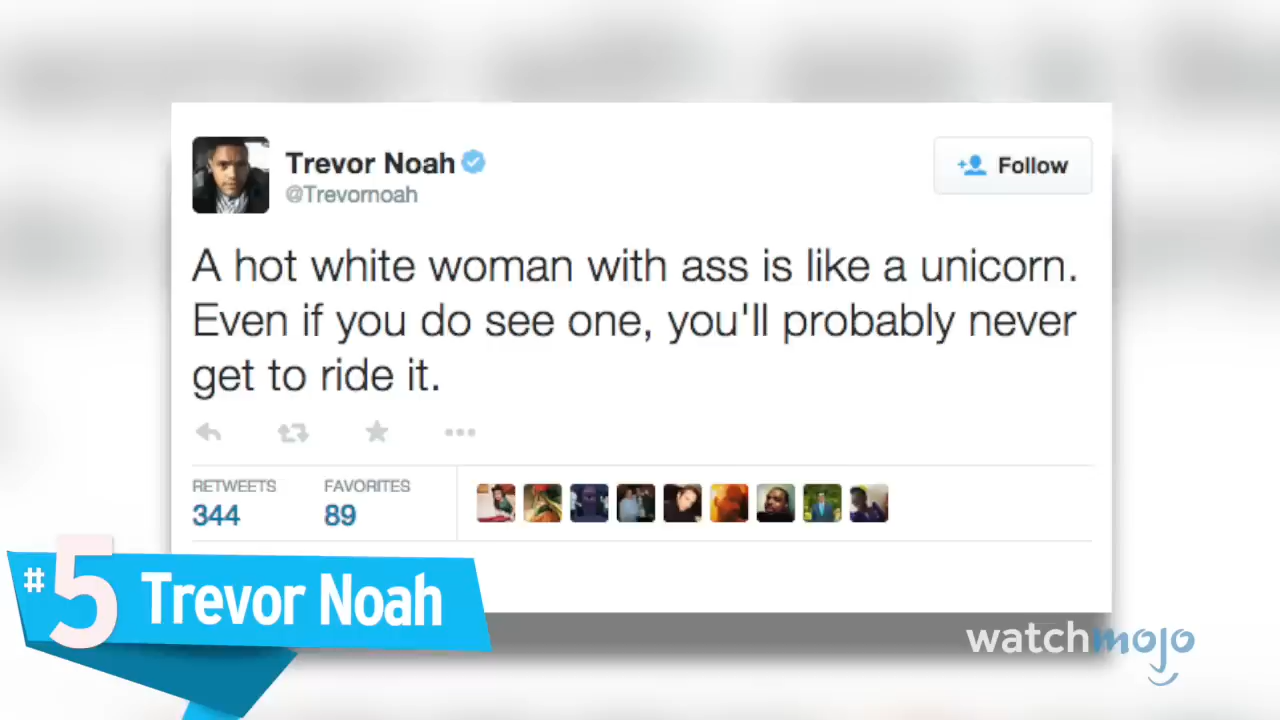 Trevor Noah
@Trevornoah
Follow
A hot white woman with ass is like a unicorn.
Even if you do see one, you'll probably never
get to ride it.
RETWEETS
344
FAVORITES
89
#5 Trevor Noah
watchmojo